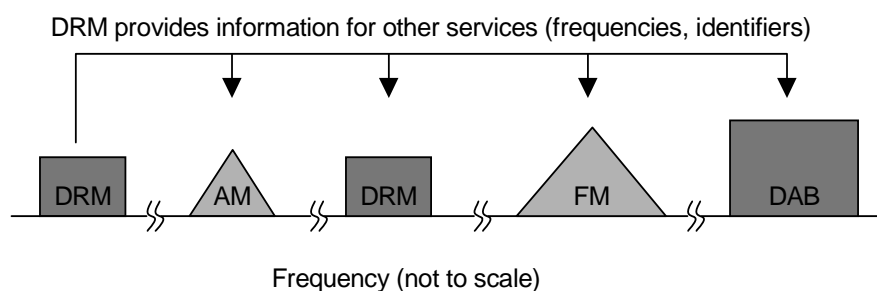 DRM provides information for other services (frequencies, identifiers)
DRM AM DRM FM DAB
Frequency (not to scale)